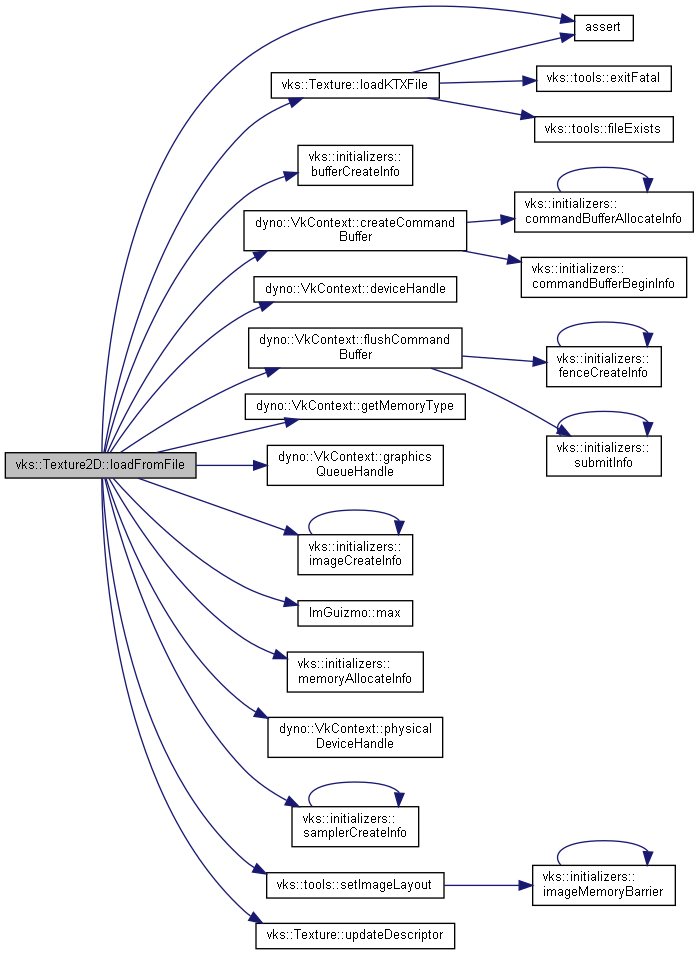 assert
vks::Texture::loadKTXFile
vks::tools::exitFatal
vks::tools::fileExists
vks::initializers::
bufferCreateInfo
dyno::VkContext::createCommand
Buffer
vks::initializers::
commandBufferAllocateInfo
vks::initializers::
commandBufferBeginInfo
dyno::VkContext::deviceHandle
dyno::VkContext::flushCommand
Buffer
vks::initializers::
fenceCreateInfo
dyno::VkContext::getMemoryType
vks::initializers::
submitInfo
vks::Texture2D::loadFromFile
dyno::VkContext::graphics
QueueHandle
vks::initializers::
imageCreateInfo
ImGuizmo::max
vks::initializers::
memoryAllocateInfo
dyno::VkContext::physical
DeviceHandle
vks::initializers::
samplerCreateInfo
vks::tools::setImageLayout
vks::initializers::
imageMemoryBarrier
vks::Texture::updateDescriptor